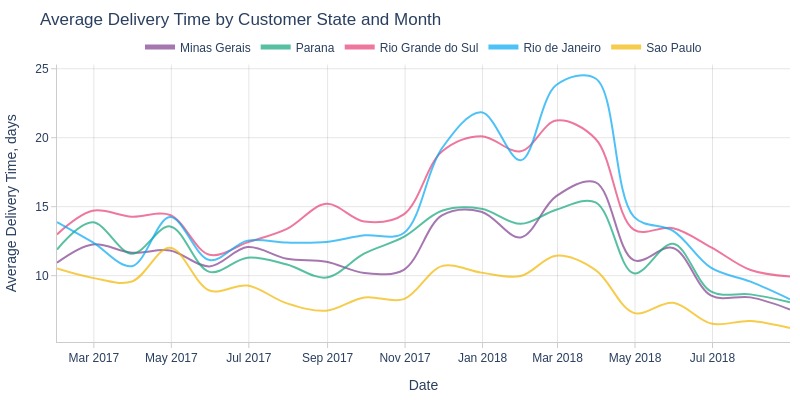 Average Delivery Time by Customer State and Month
Minas Gerais Parana Rio Grande do Sul Rio de Janeiro Sao Paulo
25
20
15
10
Average Delivery Time, days
Mar 2017 May 2017 Jul 2017 Sep 2017 Nov 2017 Jan 2018 Mar 2018 May 2018 Jul 2018
Date